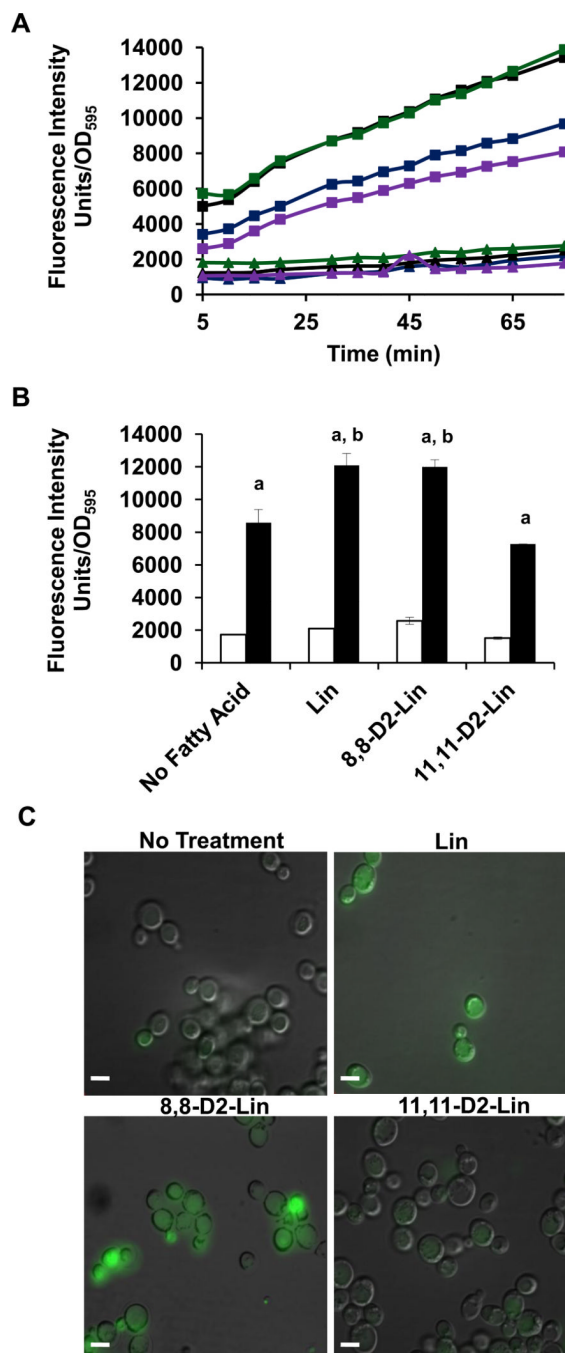 A
Fluorescence Intensity
Units/OD595
14000
12000
10000
8000
6000
4000
2000
0
5
25
45
65
Time (min)
B
Fluorescence Intensity
Units/OD595
14000
12000
10000
8000
6000
4000
2000
0
a
a, b
a, b
a
No Fatty Acid
Lin
8,8-D2-Lin
11,11-D2-Lin
C
No Treatment
Lin
8,8-D2-Lin
11,11-D2-Lin